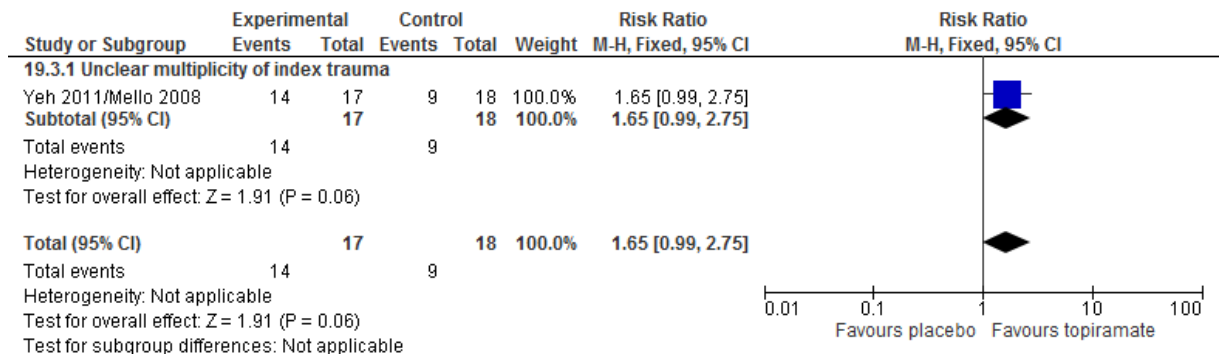 Experimental Control Risk Ratio Risk Ratio
Study or Subgroup Events Total Events Total Weight M-H, Fixed, 95% CI M-H, Fixed, 95% CI
19.3.1 Unclear multiplicity of index trauma
Yeh 2011/Mello 2008 14 17 9 18 100.0% 1.65 [0.99, 2.75]
Subtotal (95% CI) 17 18 100.0% 1.65 [0.99, 2.75]
Total events 14 9
Heterogeneity: Not applicable
Test for overall effect: Z = 1.91 (P = 0.06)
Total (95% CI) 17 18 100.0% 1.65 [0.99, 2.75]
Total events 14 9
Heterogeneity: Not applicable
Test for overall effect: Z = 1.91 (P = 0.06)
Test for subgroup differences: Not applicable
0.01 0.1 1 10 100
Favours placebo Favours topiramate